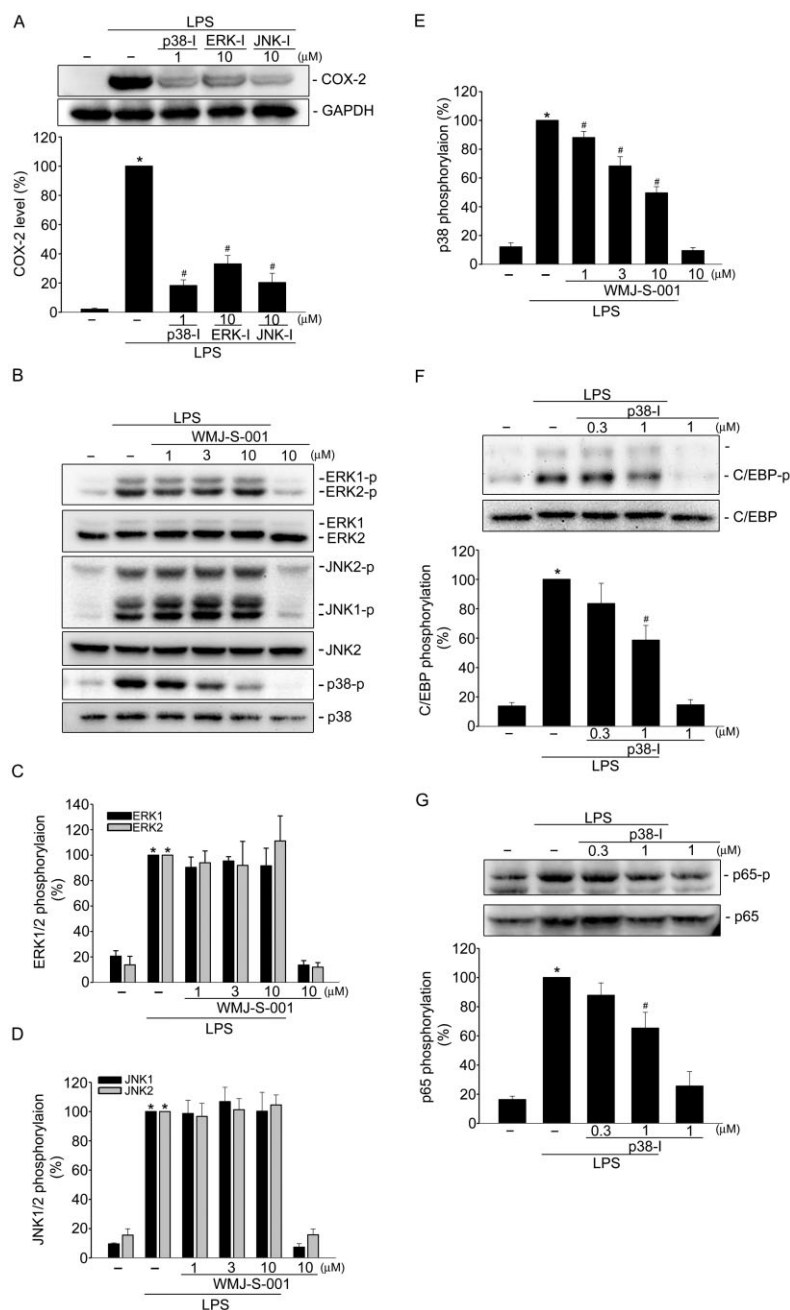 A
LPS
p38-I ERK-I JNK-I
– – 1 10 10 (μM)
- COX-2
- GAPDH
COX-2 level (%)
120
100
80
60
40
20
0
*
# # #
– – 1 10 10 (μM)
p38-I ERK-I JNK-I
LPS
B
LPS
WMJ-S-001
– – 1 3 10 10 (μM)
-ERK1-p
-ERK2-p
-ERK1
-ERK2
-JNK2-p
-JNK1-p
-JNK2
-p38-p
-p38
C
ERK1/2 phosphorylaion
(%)
ERK1
ERK2
140
120
100
80
60
40
20
0
* *
– – 1 3 10 10 (μM)
WMJ-S-001
LPS
D
JNK1/2 phosphorylaion
(%)
JNK1
JNK2
120
100
80
60
40
20
0
* *
– – 1 3 10 10 (μM)
WMJ-S-001
LPS
E
p38 phosphorylaion (%)
120
100
80
60
40
20
0
* # # #
– – 1 3 10 10 (μM)
WMJ-S-001
LPS
F
LPS
p38-I
– – 0.3 1 1 (μM)
-
- C/EBP-p
- C/EBP
C/EBP phosphorylation
(%)
120
100
80
60
40
20
0
* #
– – 0.3 1 1 (μM)
p38-I
LPS
G
LPS
p38-I
– – 0.3 1 1 (μM)
- p65-p
- p65
p65 phosphorylation
(%)
120
100
80
60
40
20
0
* #
– – 0.3 1 1 (μM)
p38-I
LPS